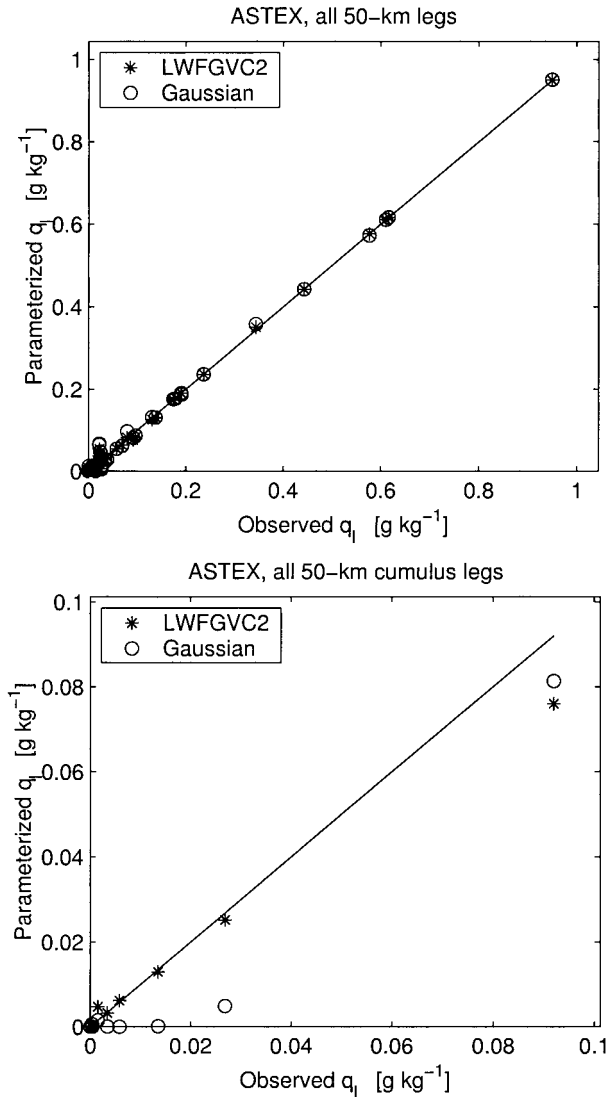 ASTEX, all 50−km legs
LWFGVC2
Gaussian
1
0.8
0.6
0.4
0.2
0
Parameterized q_l [g kg⁻¹]
0 0.2 0.4 0.6 0.8 1
Observed q_l [g kg⁻¹]
ASTEX, all 50−km cumulus legs
LWFGVC2
Gaussian
0.1
0.08
0.06
0.04
0.02
0
Parameterized q_l [g kg⁻¹]
0 0.02 0.04 0.06 0.08 0.1
Observed q_l [g kg⁻¹]